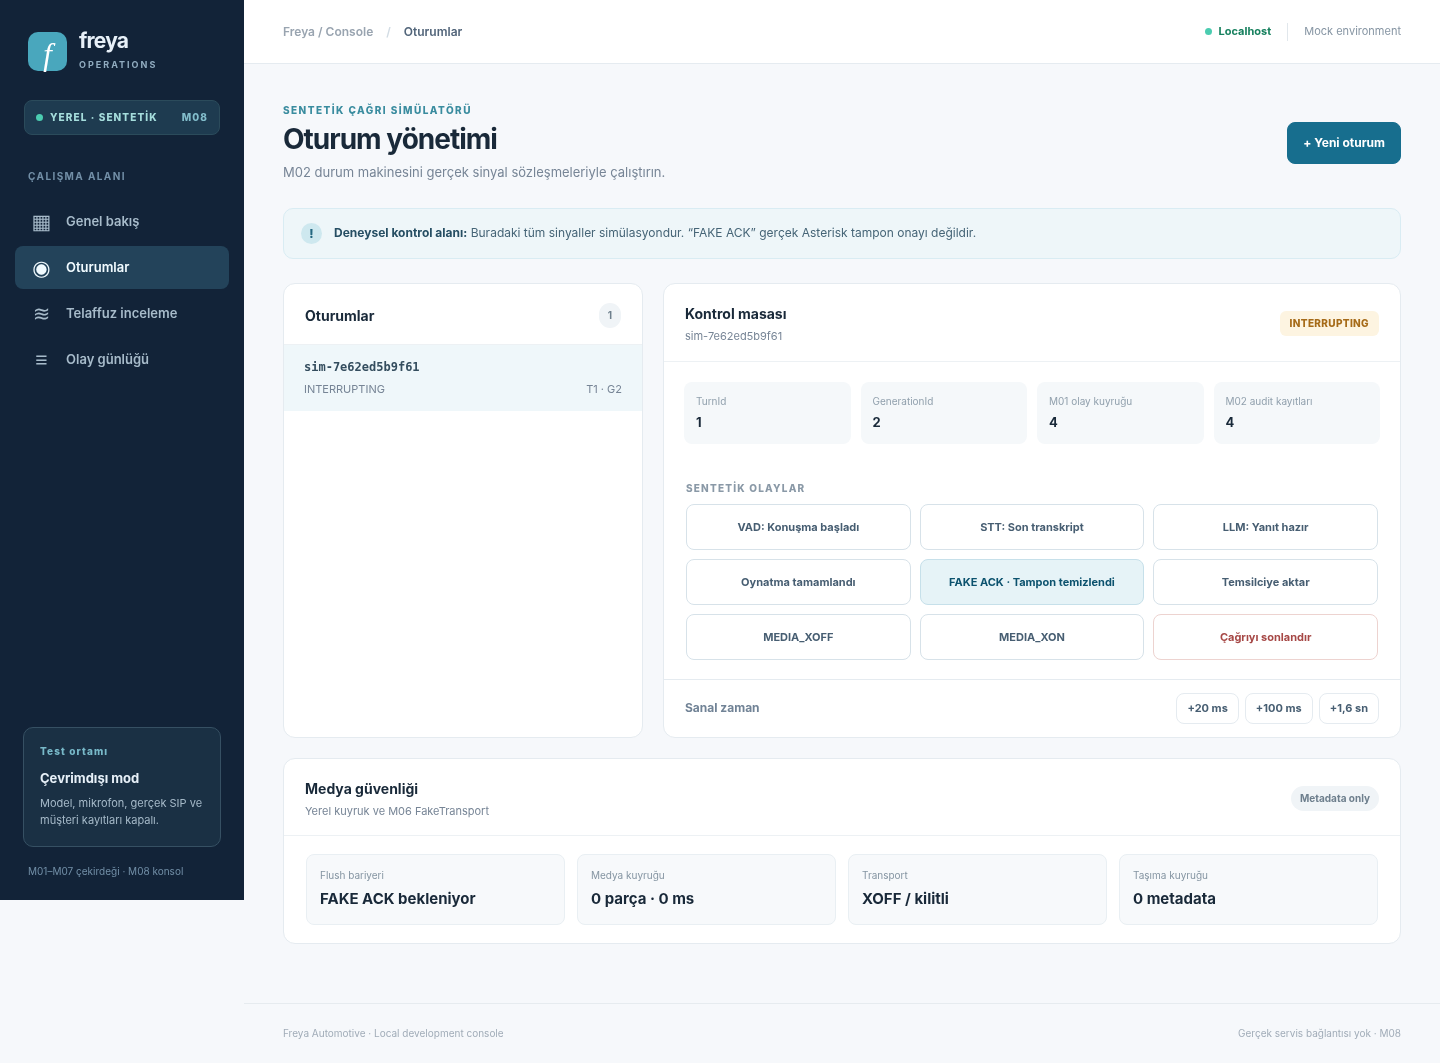 f
freya
OPERATIONS
YEREL · SENTETİK M08
ÇALIŞMA ALANI
Genel bakış
Oturumlar
Telaffuz inceleme
Olay günlüğü
Test ortamı
Çevrimdışı mod
Model, mikrofon, gerçek SIP ve
müşteri kayıtları kapalı.
M01–M07 çekirdeği · M08 konsol
Freya / Console / Oturumlar
Localhost
Mock environment
SENTETİK ÇAĞRI SİMÜLATÖRÜ
Oturum yönetimi
M02 durum makinesini gerçek sinyal sözleşmeleriyle çalıştırın.
+ Yeni oturum
! Deneysel kontrol alanı: Buradaki tüm sinyaller simülasyondur. “FAKE ACK” gerçek Asterisk tampon onayı değildir.
Oturumlar 1
sim-7e62ed5b9f61
INTERRUPTING T1 · G2
Kontrol masası
sim-7e62ed5b9f61
INTERRUPTING
TurnId
1
GenerationId
2
M01 olay kuyruğu
4
M02 audit kayıtları
4
SENTETİK OLAYLAR
VAD: Konuşma başladı
STT: Son transkript
LLM: Yanıt hazır
Oynatma tamamlandı
FAKE ACK · Tampon temizlendi
Temsilciye aktar
MEDIA_XOFF
MEDIA_XON
Çağrıyı sonlandır
Sanal zaman
+20 ms
+100 ms
+1,6 sn
Medya güvenliği
Yerel kuyruk ve M06 FakeTransport
Metadata only
Flush bariyeri
FAKE ACK bekleniyor
Medya kuyruğu
0 parça · 0 ms
Transport
XOFF / kilitli
Taşıma kuyruğu
0 metadata
Freya Automotive · Local development console
Gerçek servis bağlantısı yok · M08